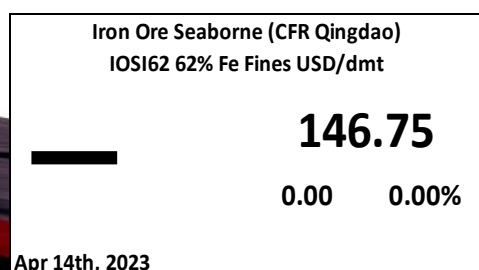 Iron Ore Seaborne (CFR Qingdao)
IOSI62 62% Fe Fines USD/dmt
146.75
0.00 0.00%
Apr 14th, 2023